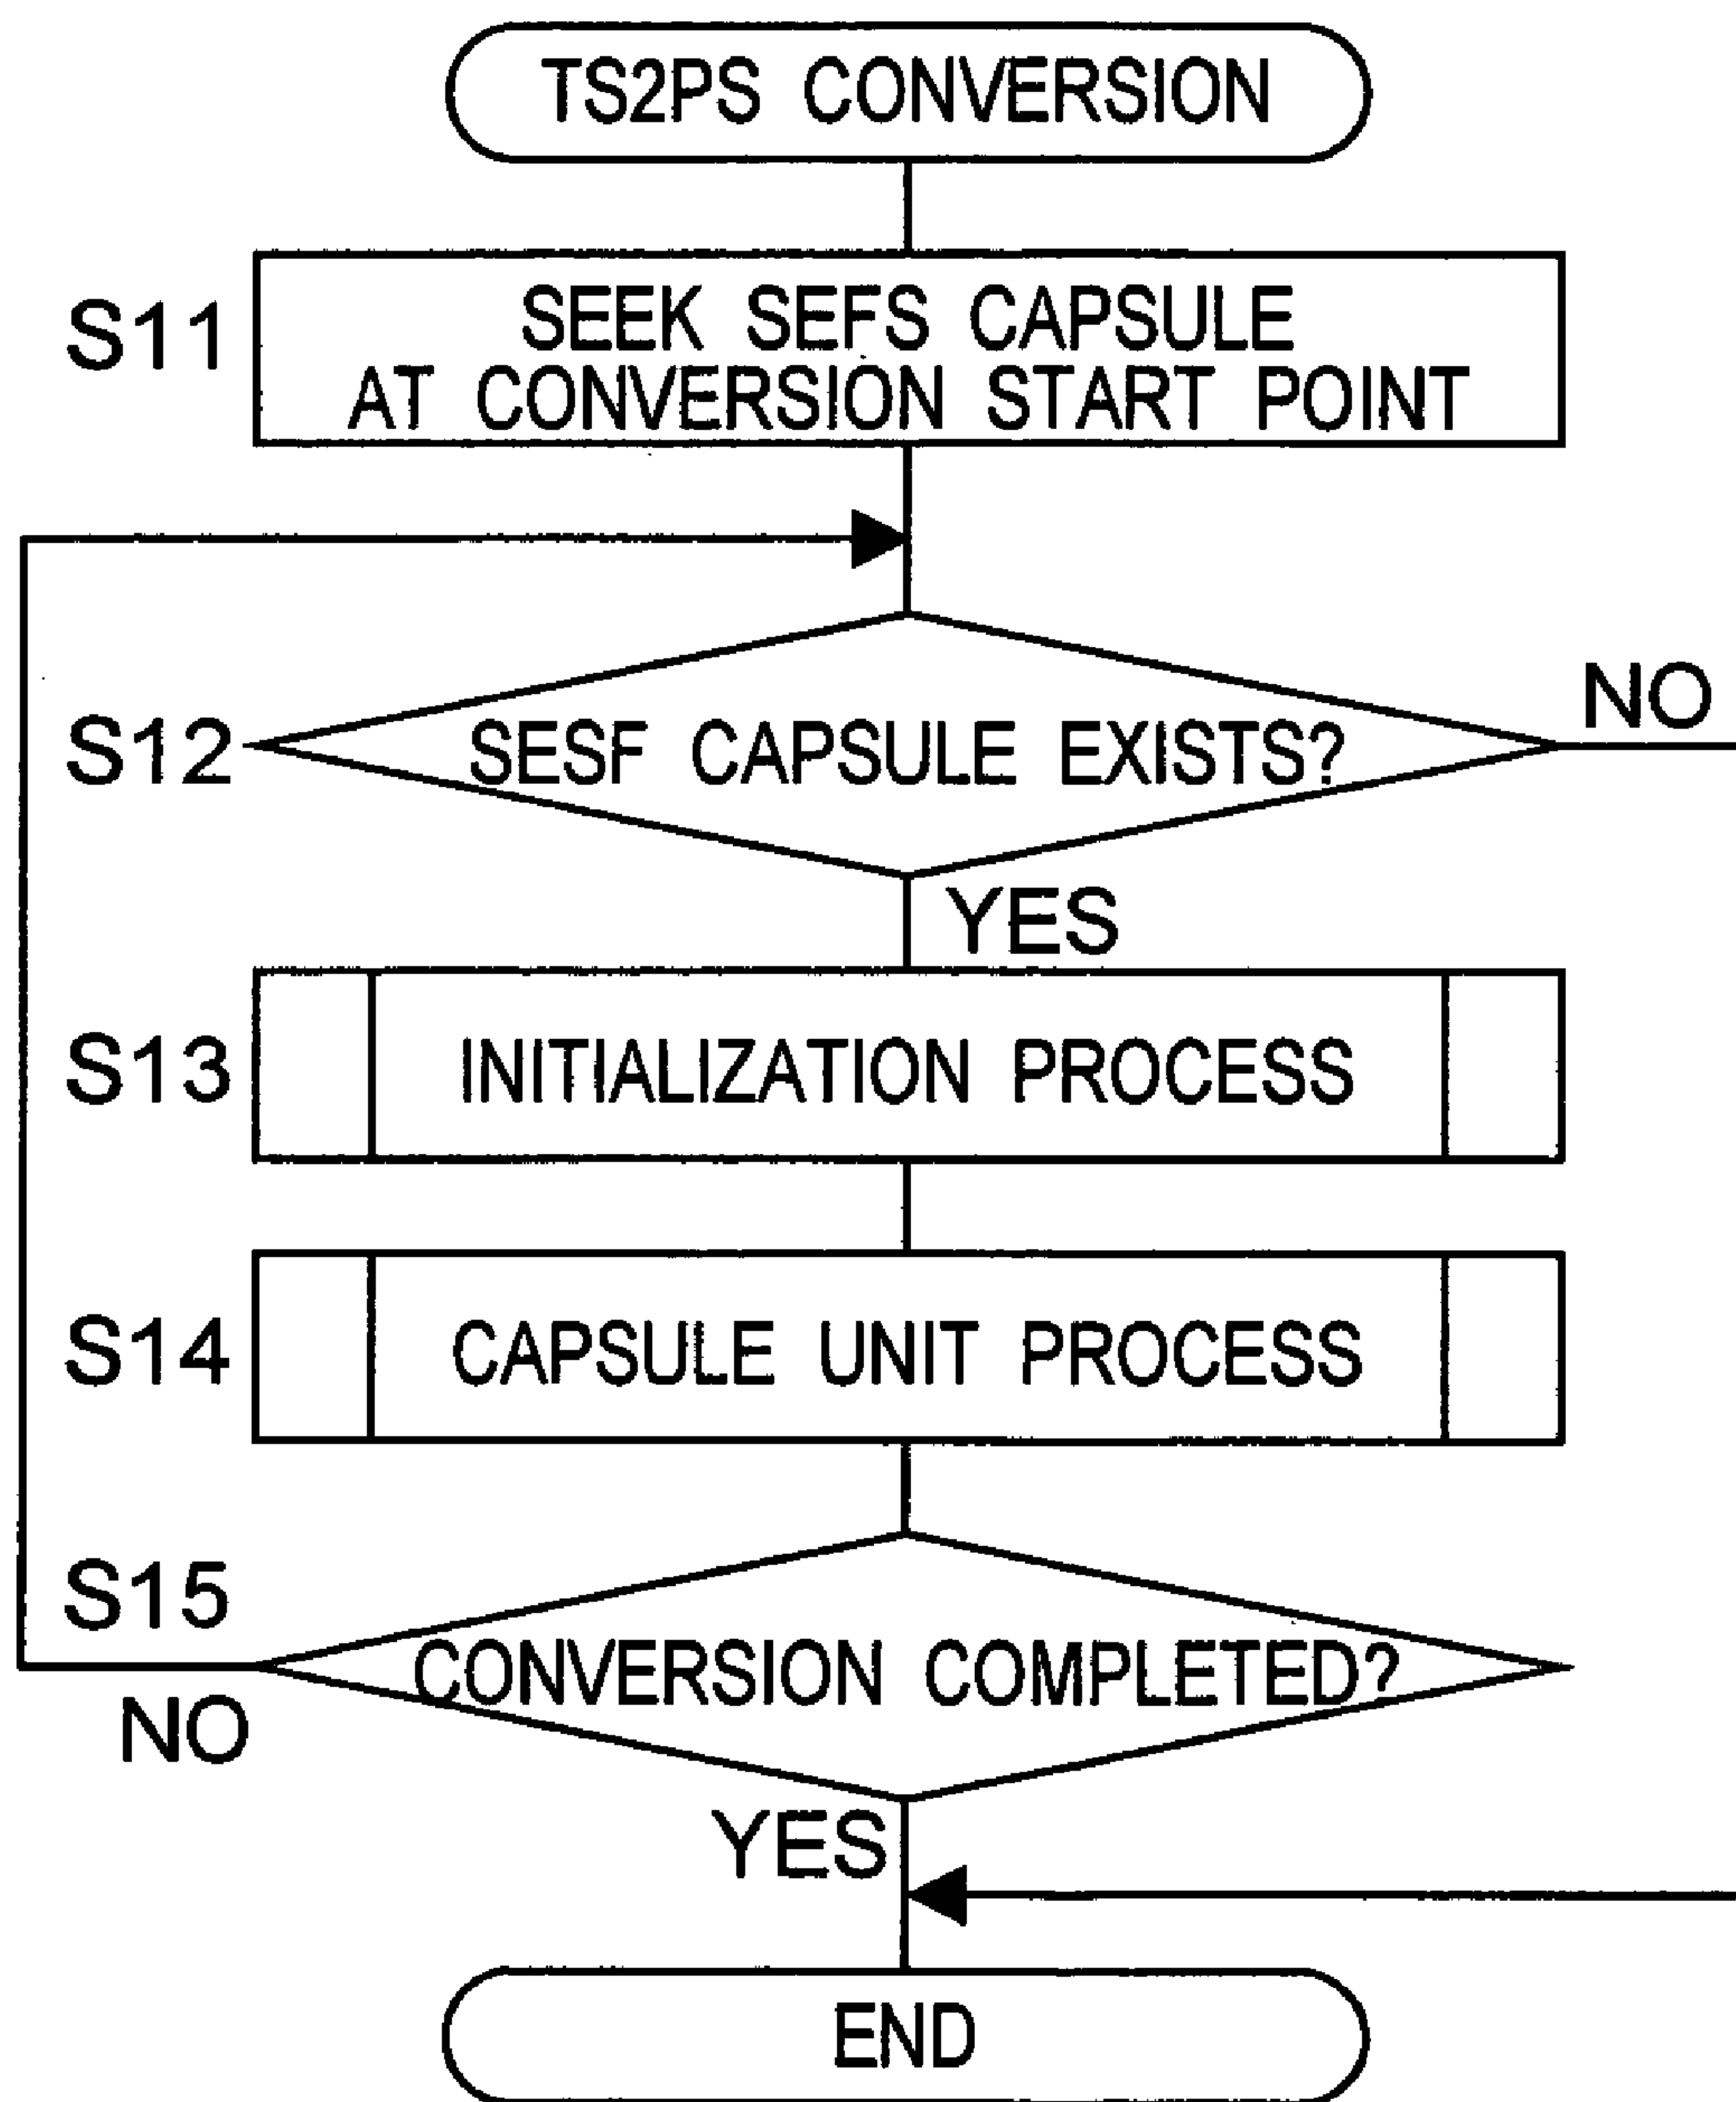 TS2PS CONVERSION
S11
SEEK SEFS CAPSULE
AT CONVERSION START POINT
S12
SESF CAPSULE EXISTS?
NO
YES
S13
INITIALIZATION PROCESS
S14
CAPSULE UNIT PROCESS
S15
CONVERSION COMPLETED?
NO
YES
END